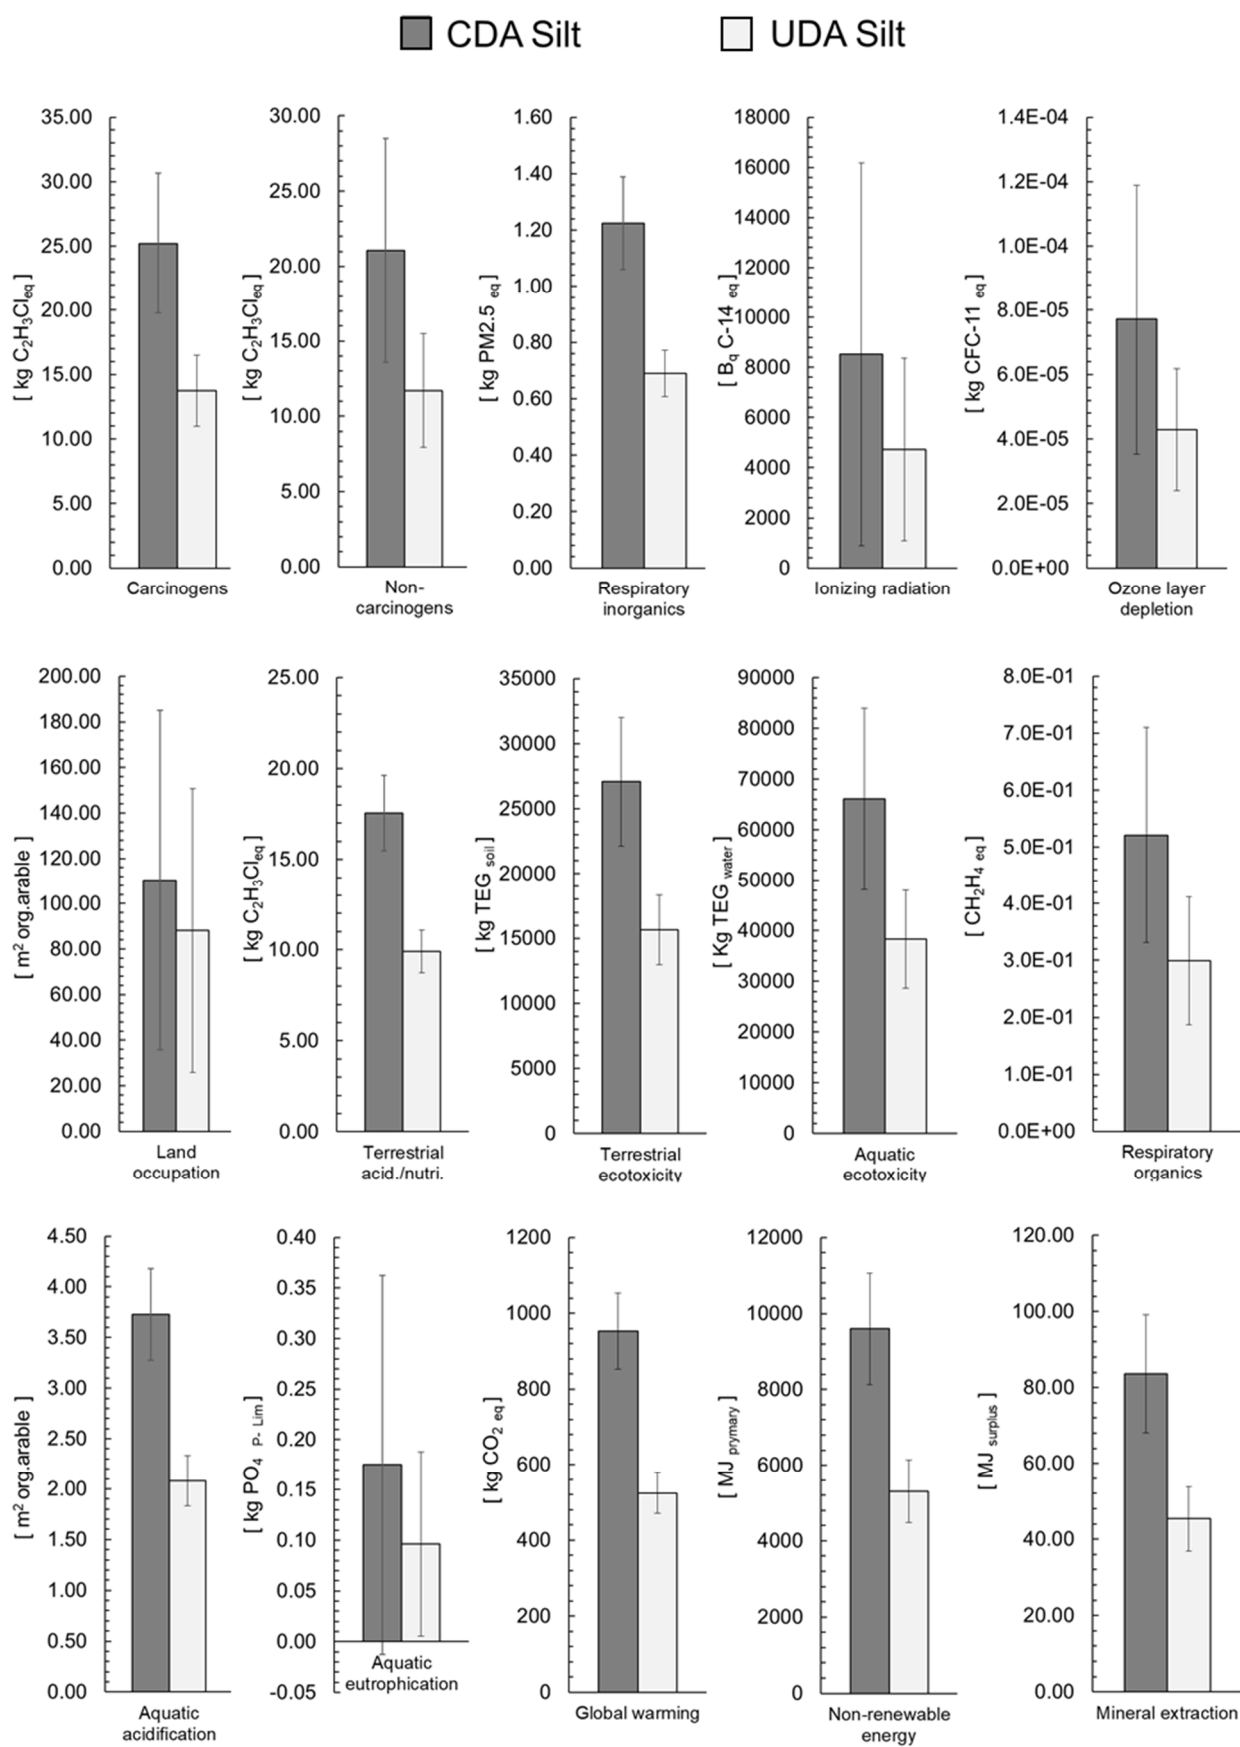 CDA Silt
UDA Silt
[ kg C₂H₃Cl eq ]
35.00
30.00
25.00
20.00
15.00
10.00
5.00
0.00
Carcinogens
[ kg C₂H₃Cl eq ]
30.00
25.00
20.00
15.00
10.00
5.00
0.00
Non-
carcinogens
[ kg PM2.5 eq ]
1.60
1.40
1.20
1.00
0.80
0.60
0.40
0.20
0.00
Respiratory
inorganics
[ Bq C-14 eq ]
18000
16000
14000
12000
10000
8000
6000
4000
2000
0
Ionizing radiation
[ kg CFC-11 eq ]
1.4E-04
1.2E-04
1.0E-04
8.0E-05
6.0E-05
4.0E-05
2.0E-05
0.0E+00
Ozone layer
depletion
[ m² org.arable ]
200.00
180.00
160.00
140.00
120.00
100.00
80.00
60.00
40.00
20.00
0.00
Land
occupation
[ kg C₂H₃Cl eq ]
25.00
20.00
15.00
10.00
5.00
0.00
Terrestrial
acid./nutri.
[ kg TEG soil ]
35000
30000
25000
20000
15000
10000
5000
0
Terrestrial
ecotoxicity
[ Kg TEG water ]
90000
80000
70000
60000
50000
40000
30000
20000
10000
0
Aquatic
ecotoxicity
[ CH₂H₄ eq ]
8.0E-01
7.0E-01
6.0E-01
5.0E-01
4.0E-01
3.0E-01
2.0E-01
1.0E-01
0.0E+00
Respiratory
organics
[ m² org.arable ]
4.50
4.00
3.50
3.00
2.50
2.00
1.50
1.00
0.50
0.00
Aquatic
acidification
[ kg PO₄ P- Lim ]
0.40
0.35
0.30
0.25
0.20
0.15
0.10
0.05
0.00
-0.05
Aquatic
eutrophication
[ kg CO₂ eq ]
1200
1000
800
600
400
200
0
Global warming
[ MJ prymary ]
12000
10000
8000
6000
4000
2000
0
Non-renewable
energy
[ MJ surplus ]
120.00
100.00
80.00
60.00
40.00
20.00
0.00
Mineral extraction